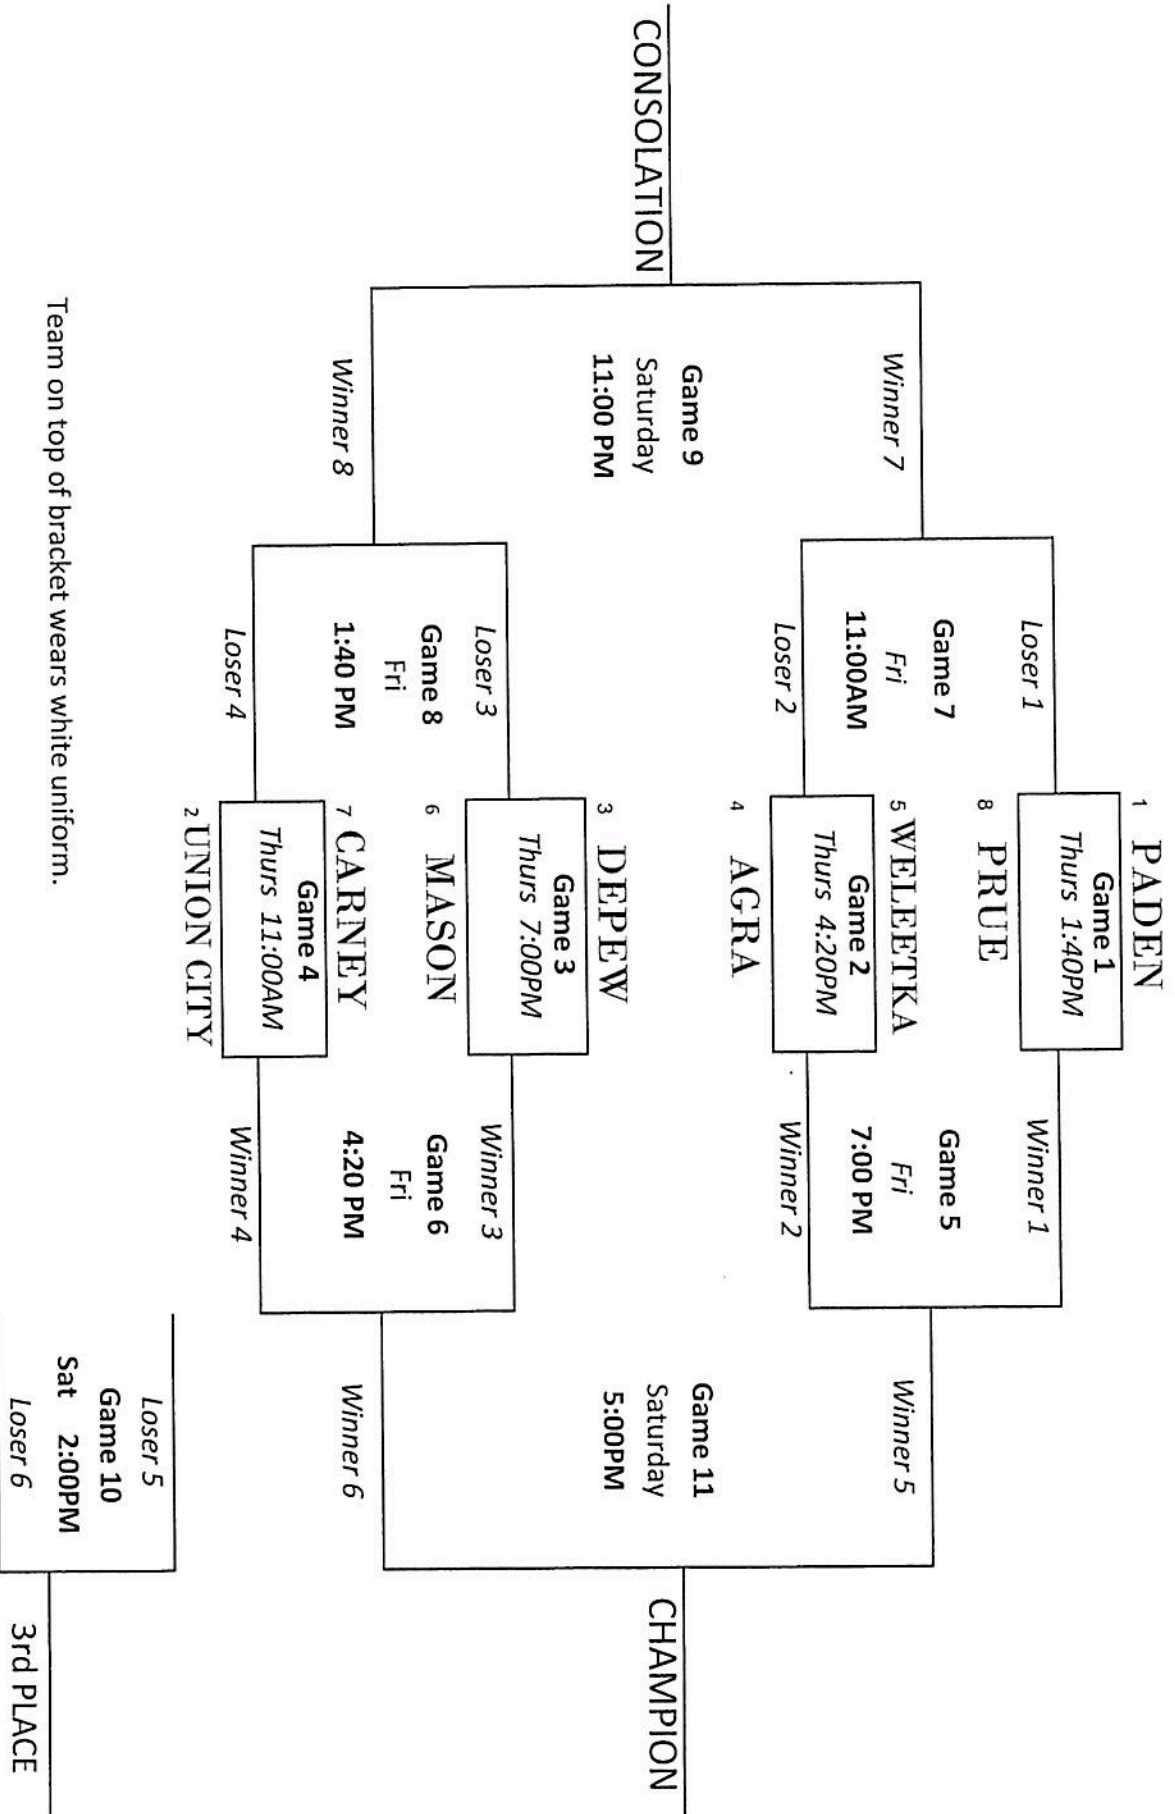 1 PADEN
Game 1
Thurs 1:40PM
8 PRUE
Loser 1
Game 7
Fri
11:00AM
Loser 2
Winner 1
Game 5
Fri
7:00 PM
Winner 2
5 WELEETKA
Game 2
Thurs 4:20PM
4 AGRA
Winner 7
Game 9
Saturday
11:00 PM
Winner 8
CONSOLATION
Winner 5
Game 11
Saturday
5:00PM
Winner 6
CHAMPION
3 DEPEW
Game 3
Thurs 7:00PM
6 MASON
Loser 3
Game 8
Fri
1:40 PM
Loser 4
Winner 3
Game 6
Fri
4:20 PM
Winner 4
7 CARNEY
Game 4
Thurs 11:00AM
2 UNION CITY
Loser 5
Game 10
Sat 2:00PM
Loser 6
3rd PLACE
Team on top of bracket wears white uniform.